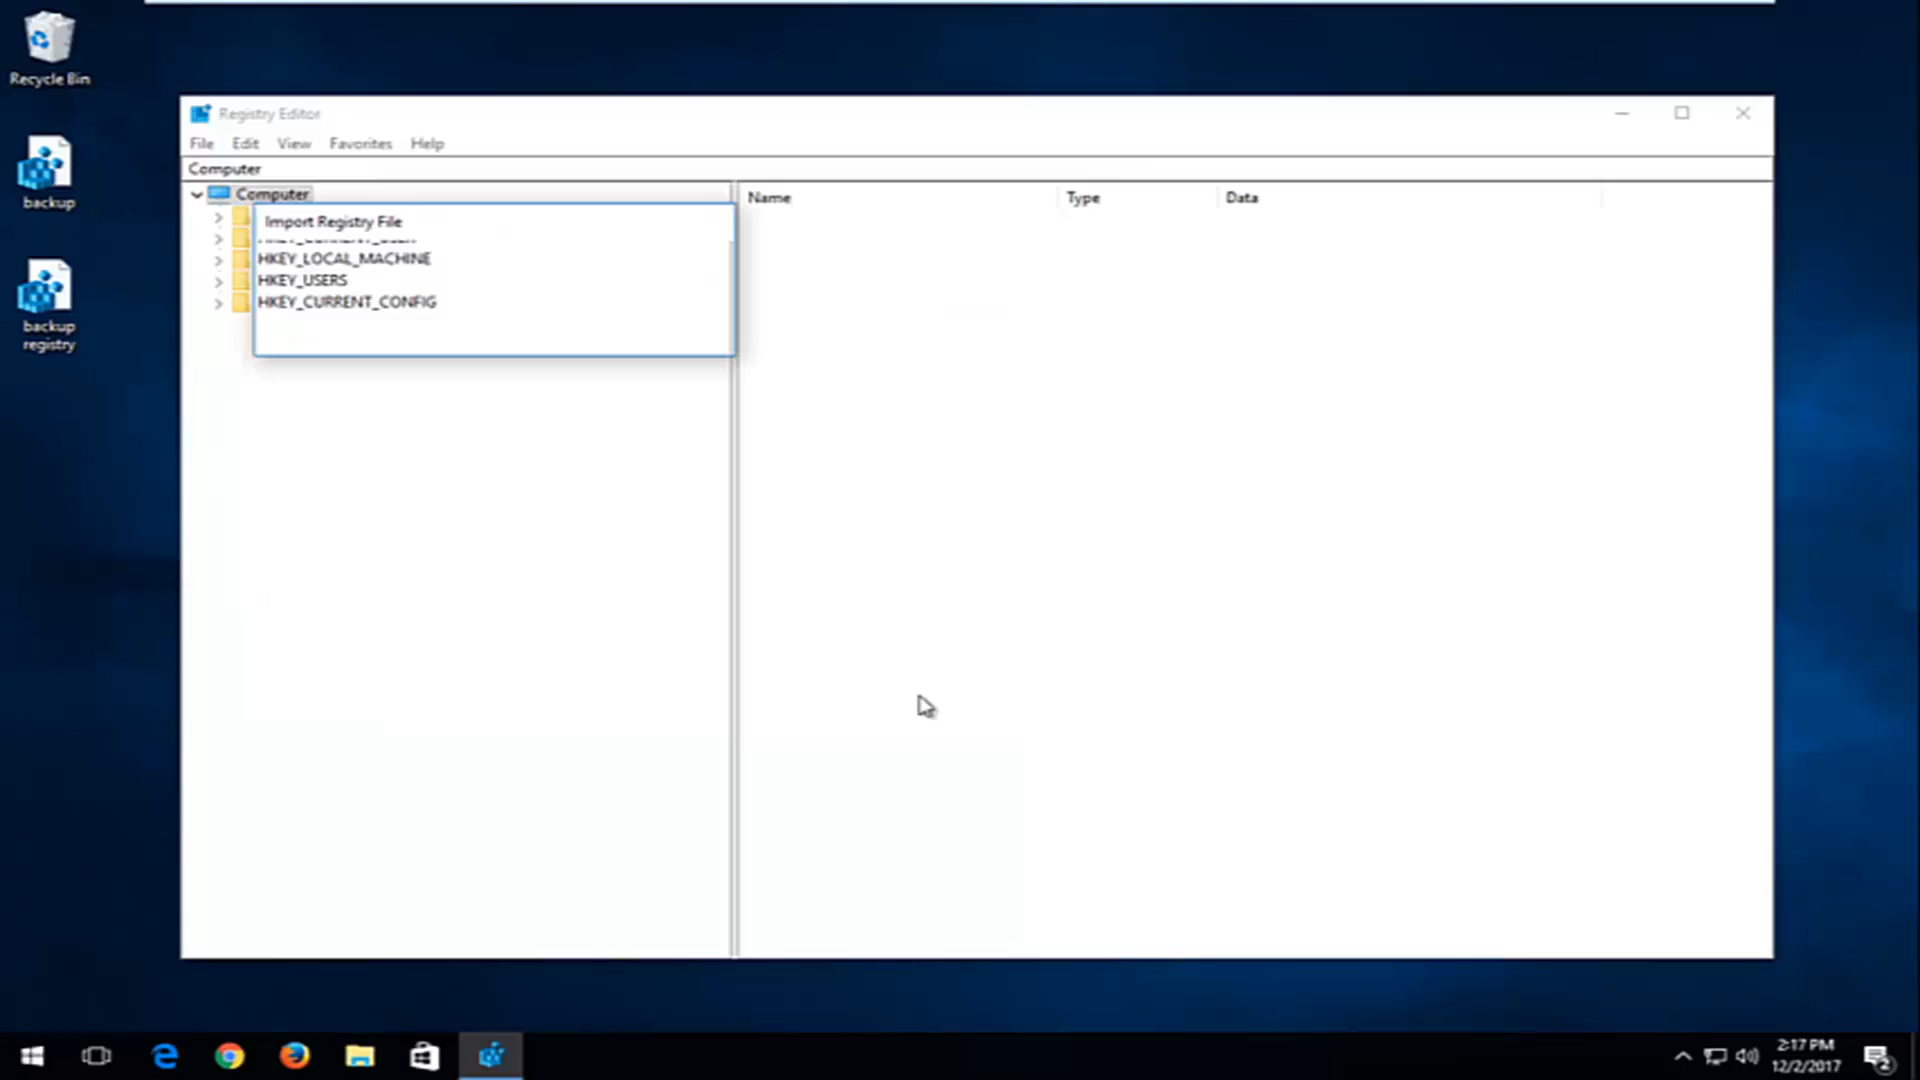 Recycle Bin
backup
backup
registry
Registry Editor
File Edit View Favorites Help
Computer
Computer
Name Type Data
Import Registry File
HKEY_LOCAL_MACHINE
HKEY_USERS
HKEY_CURRENT_CONFIG
2:17 PM
12/2/2017
2